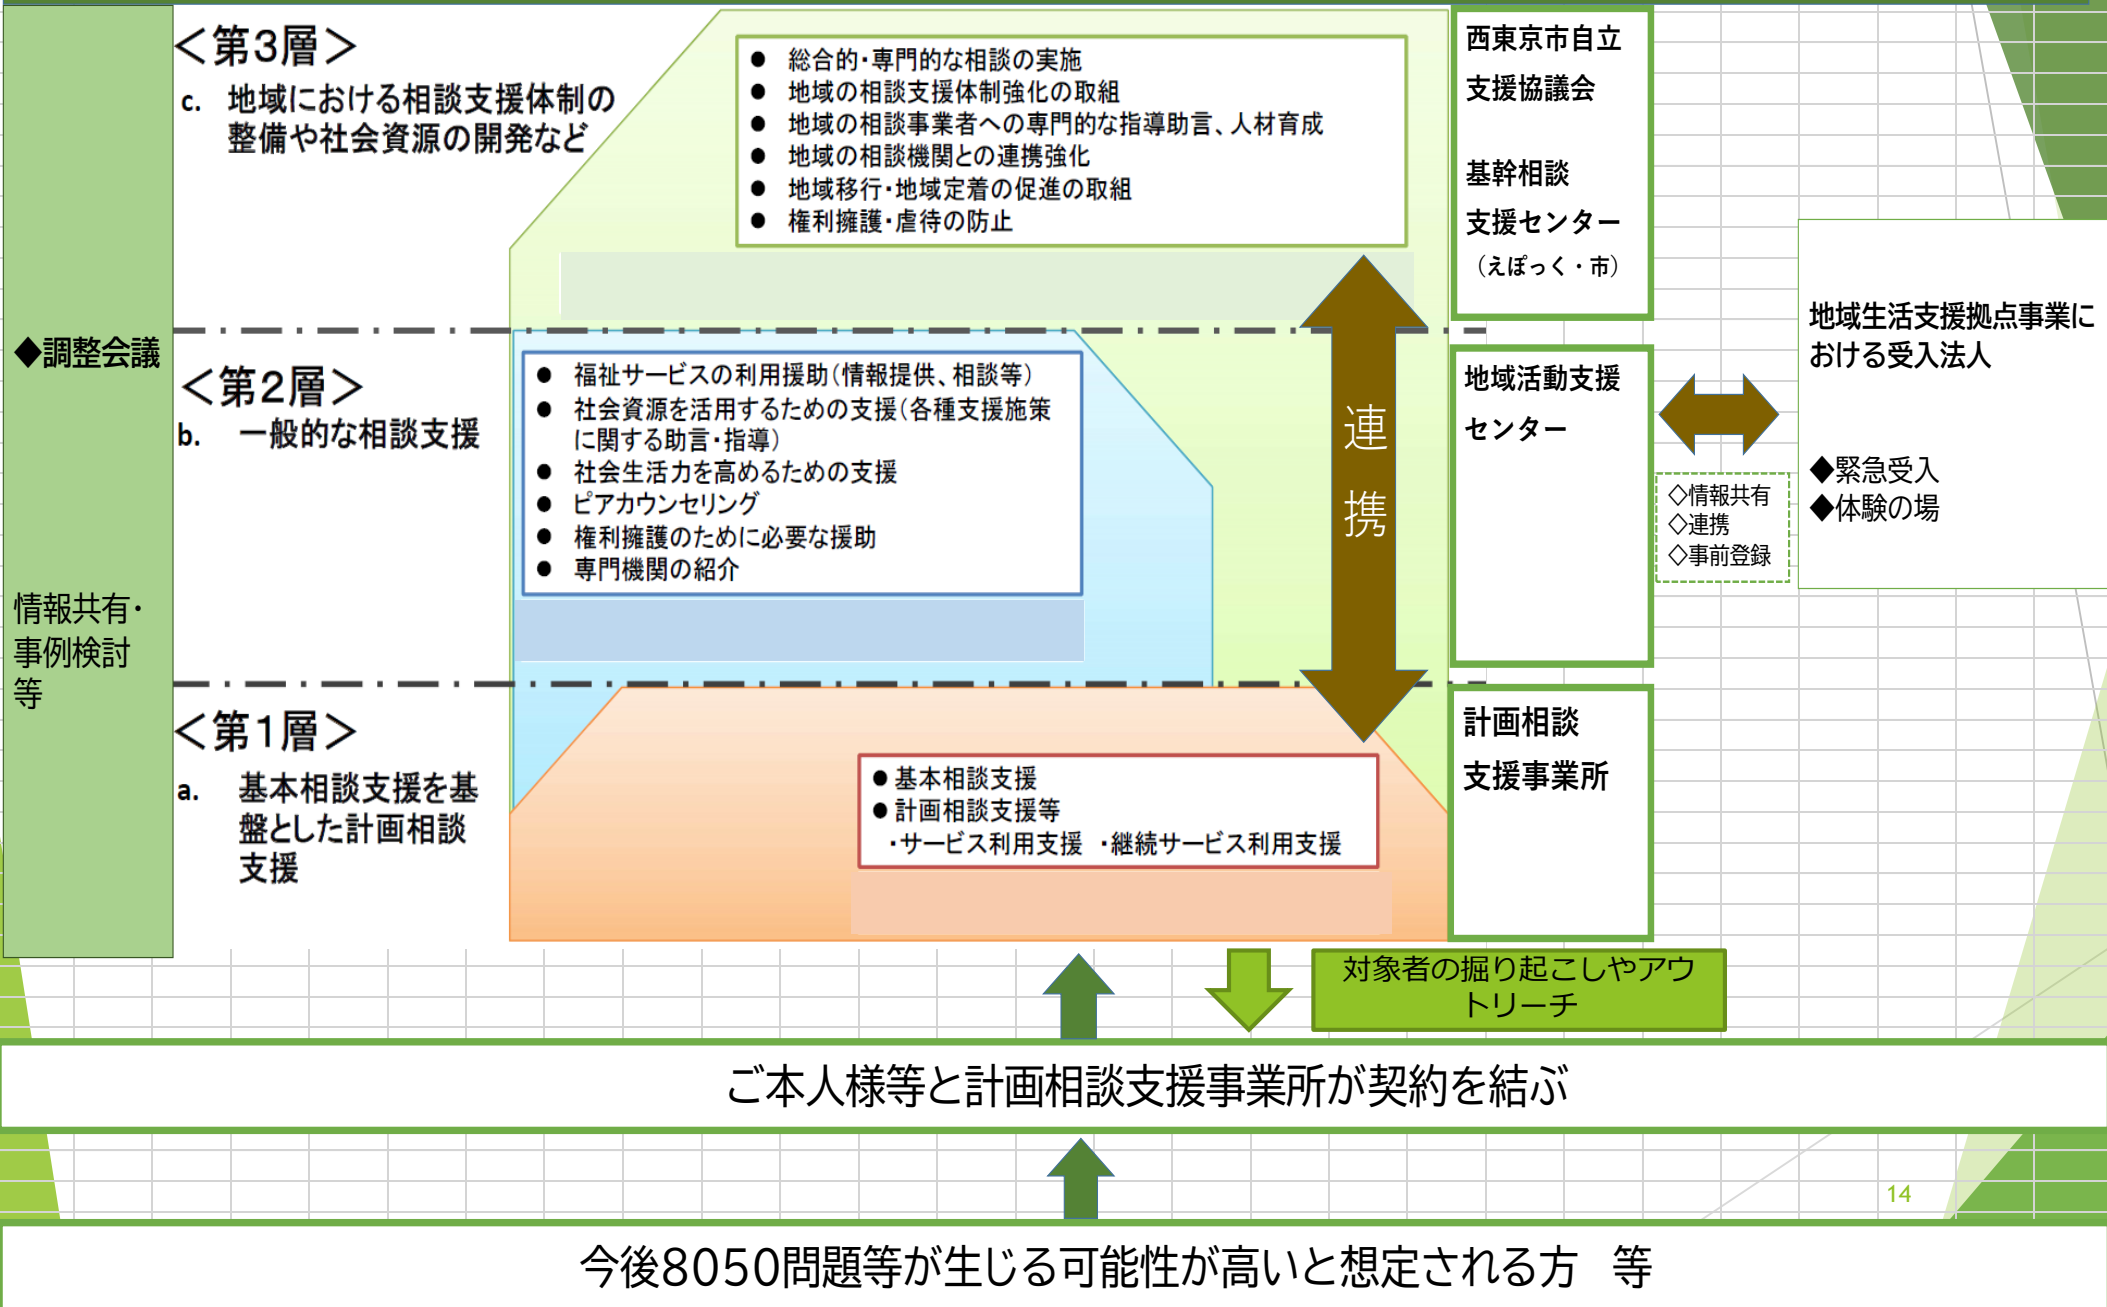 ◆調整会議
情報共有・
事例検討
等
＜第3層＞
c. 地域における相談支援体制の
整備や社会資源の開発など
● 総合的・専門的な相談の実施
● 地域の相談支援体制強化の取組
● 地域の相談事業者への専門的な指導助言、人材育成
● 地域の相談機関との連携強化
● 地域移行・地域定着の促進の取組
● 権利擁護・虐待の防止
西東京市自立
支援協議会
基幹相談
支援センター
（えぽっく・市）
＜第2層＞
b. 一般的な相談支援
● 福祉サービスの利用援助（情報提供、相談等）
● 社会資源を活用するための支援（各種支援施策
に関する助言・指導）
● 社会生活力を高めるための支援
● ピアカウンセリング
● 権利擁護のために必要な援助
● 専門機関の紹介
連
携
地域活動支援
センター
◇情報共有
◇連携
◇事前登録
地域生活支援拠点事業に
おける受入法人
◆緊急受入
◆体験の場
＜第1層＞
a. 基本相談支援を基
盤とした計画相談
支援
● 基本相談支援
● 計画相談支援等
・サービス利用支援 ・継続サービス利用支援
計画相談
支援事業所
対象者の掘り起こしやアウ
トリーチ
ご本人様等と計画相談支援事業所が契約を結ぶ
14
今後8050問題等が生じる可能性が高いと想定される方 等